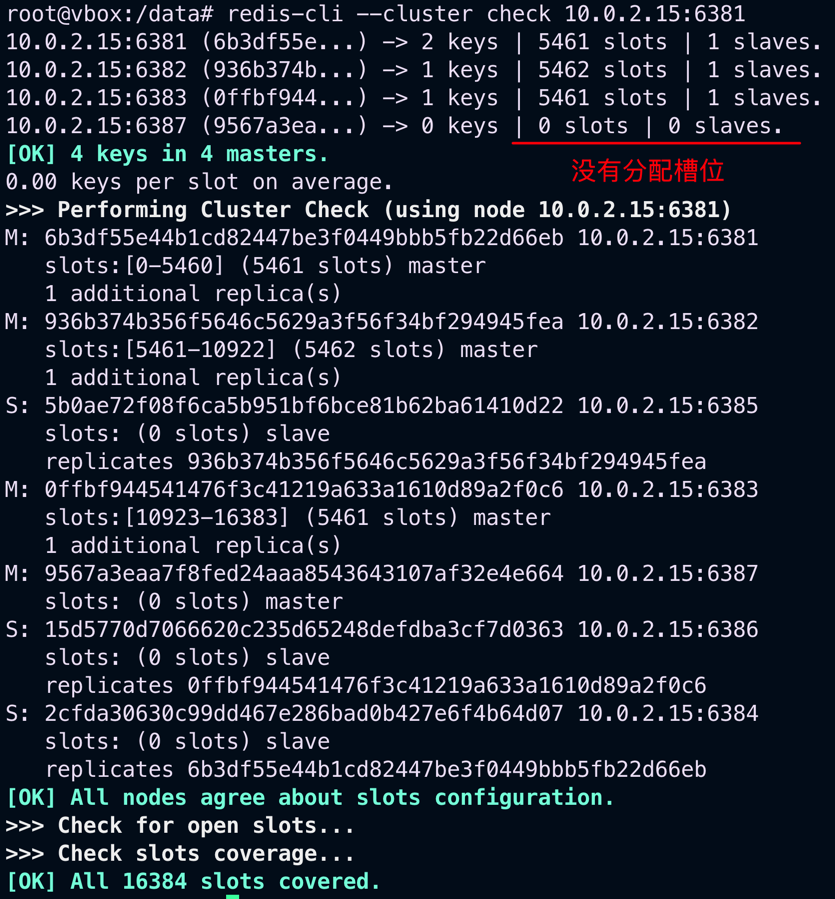 root@vbox:/data# redis-cli --cluster check 10.0.2.15:6381
10.0.2.15:6381 (6b3df55e...) -> 2 keys | 5461 slots | 1 slaves.
10.0.2.15:6382 (936b374b...) -> 1 keys | 5462 slots | 1 slaves.
10.0.2.15:6383 (0ffbf944...) -> 1 keys | 5461 slots | 1 slaves.
10.0.2.15:6387 (9567a3ea...) -> 0 keys | 0 slots | 0 slaves.
[OK] 4 keys in 4 masters.
没有分配槽位
0.00 keys per slot on average.
>>> Performing Cluster Check (using node 10.0.2.15:6381)
M: 6b3df55e44b1cd82447be3f0449bbb5fb22d66eb 10.0.2.15:6381
slots:[0-5460] (5461 slots) master
1 additional replica(s)
M: 936b374b356f5646c5629a3f56f34bf294945fea 10.0.2.15:6382
slots:[5461-10922] (5462 slots) master
1 additional replica(s)
S: 5b0ae72f08f6ca5b951bf6bce81b62ba61410d22 10.0.2.15:6385
slots: (0 slots) slave
replicates 936b374b356f5646c5629a3f56f34bf294945fea
M: 0ffbf944541476f3c41219a633a1610d89a2f0c6 10.0.2.15:6383
slots:[10923-16383] (5461 slots) master
1 additional replica(s)
M: 9567a3eaa7f8fed24aaa8543643107af32e4e664 10.0.2.15:6387
slots: (0 slots) master
S: 15d5770d7066620c235d65248defdba3cf7d0363 10.0.2.15:6386
slots: (0 slots) slave
replicates 0ffbf944541476f3c41219a633a1610d89a2f0c6
S: 2cfda30630c99dd467e286bad0b427e6f4b64d07 10.0.2.15:6384
slots: (0 slots) slave
replicates 6b3df55e44b1cd82447be3f0449bbb5fb22d66eb
[OK] All nodes agree about slots configuration.
>>> Check for open slots...
>>> Check slots coverage...
[OK] All 16384 slots covered.